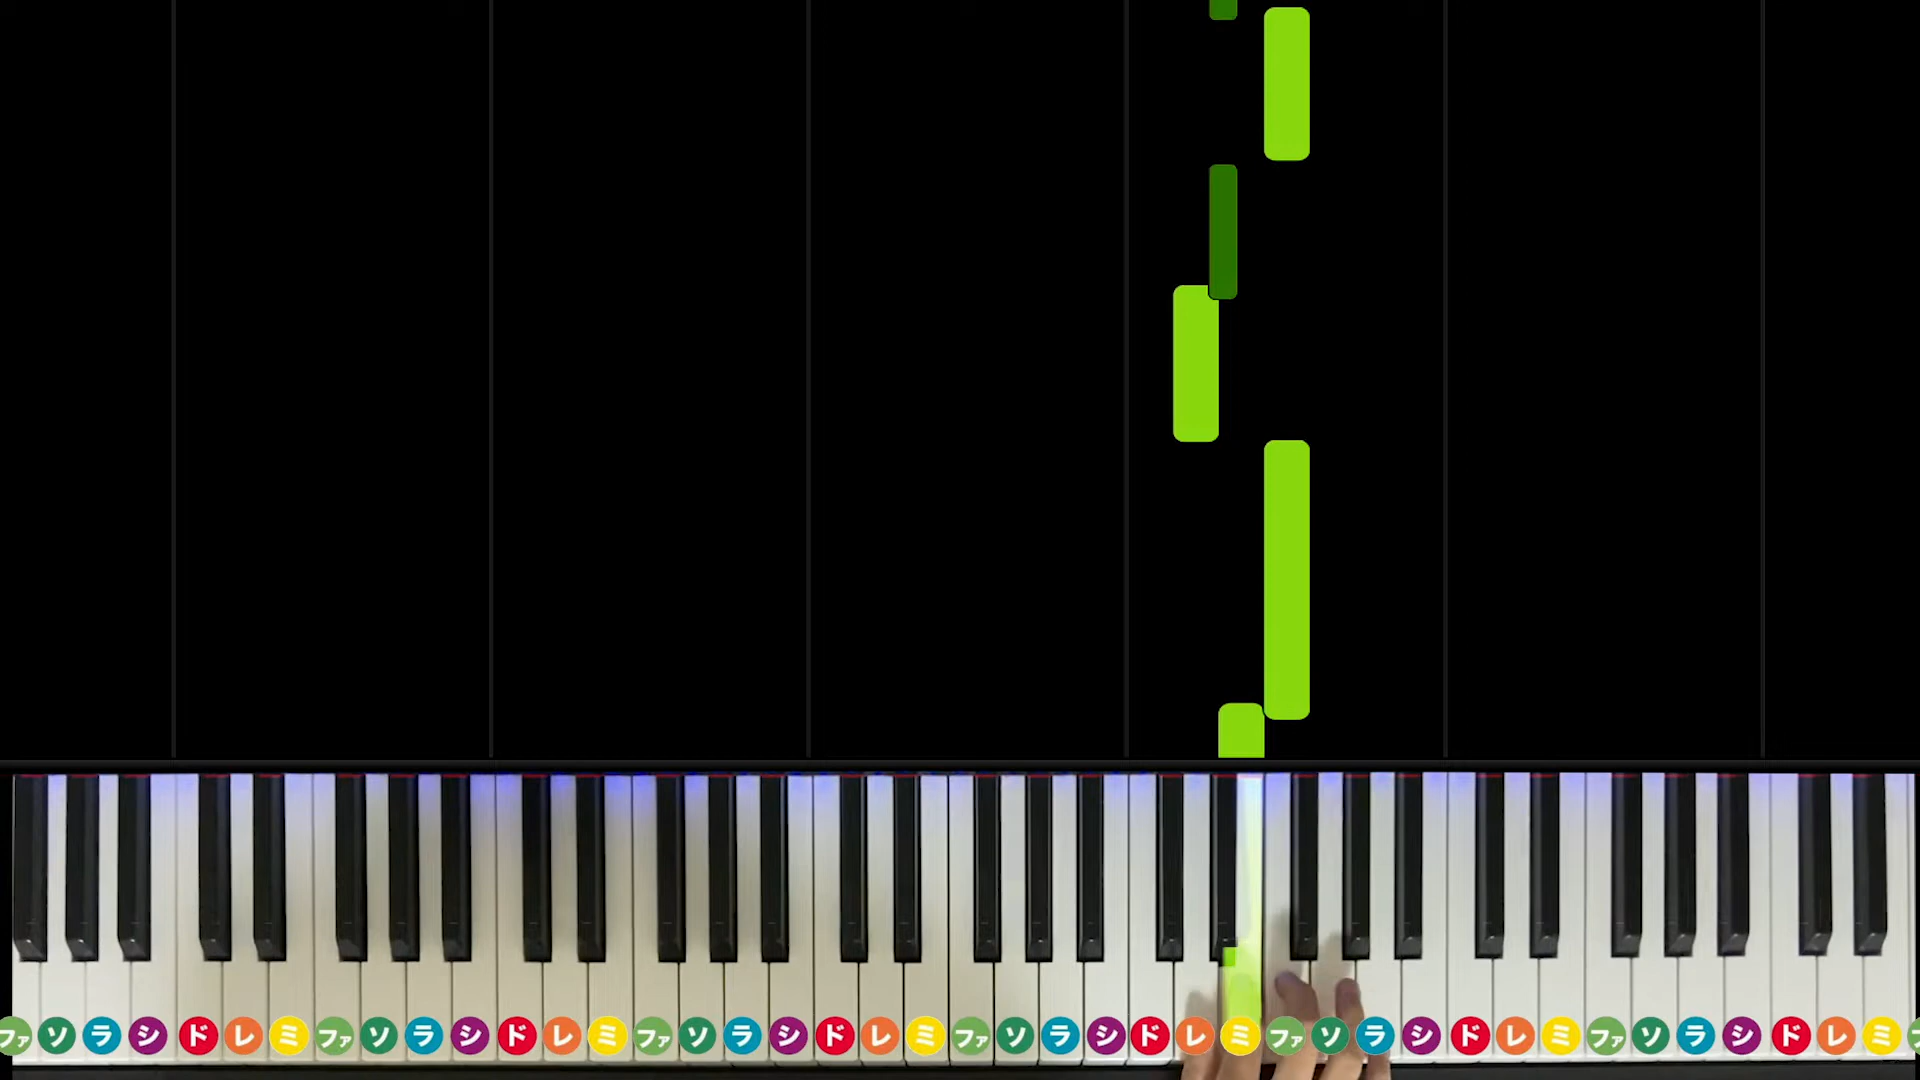 ファ ソ ラ シ ド レ ミ ファ ソ ラ シ ド レ ミ ファ ソ ラ シ ド レ ミ ファ ソ ラ シ ド レ ミ ファ ソ ラ シ ド レ ミ ファ ソ ラ シ ド レ ミ